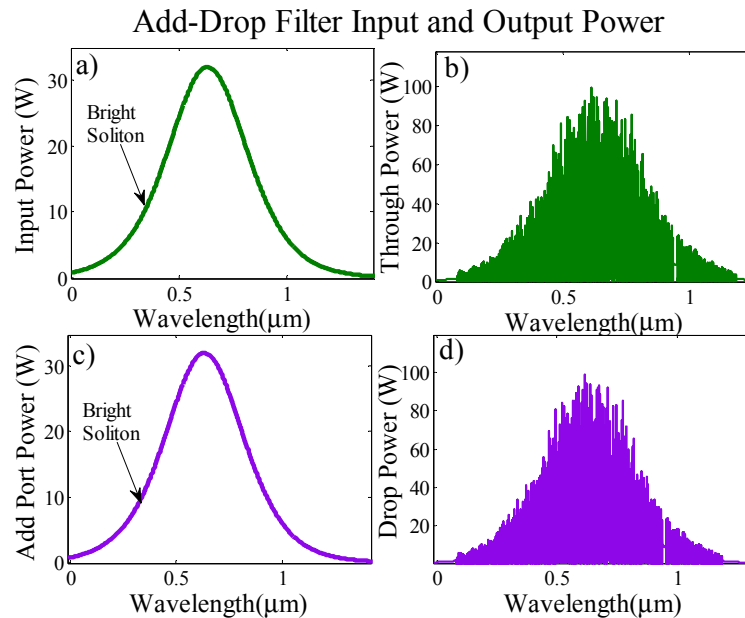 Add-Drop Filter Input and Output Power
a)
Bright
Soliton
Input Power (W)
30
20
10
0
0
0.5
1
Wavelength(μm)
b)
Through Power (W)
100
80
60
40
20
0
0
0.5
1
Wavelength(μm)
c)
Bright
Soliton
Add Port Power (W)
30
20
10
0
0
0.5
1
Wavelength(μm)
d)
Drop Power (W)
100
80
60
40
20
0
0.5
1
Wavelength(μm)